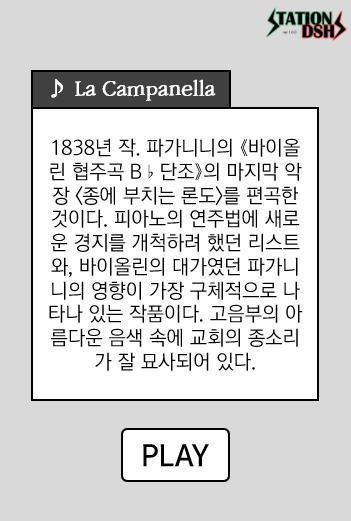 STATION
ver 1.0.0
DSH
♪ La Campanella
1838년 작. 파가니니의 《바이올
린 협주곡 B♭단조》의 마지막 악
장 〈종에 부치는 론도〉를 편곡한
것이다. 피아노의 연주법에 새로
운 경지를 개척하려 했던 리스트
와, 바이올린의 대가였던 파가니
니의 영향이 가장 구체적으로 나
타나 있는 작품이다. 고음부의 아
름다운 음색 속에 교회의 종소리
가 잘 묘사되어 있다.
PLAY